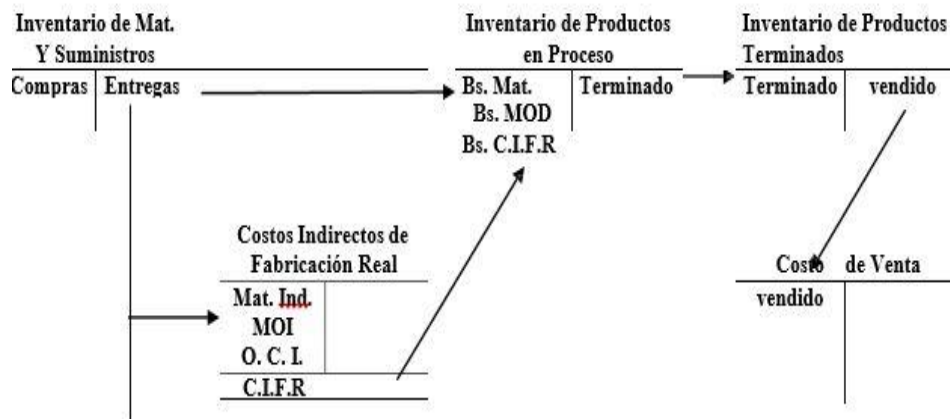 Inventario de Mat.
Y Suministros
Compras Entregas
Inventario de Productos
en Proceso
Bs. Mat. Terminado
Bs. MOD
Bs. C.I.F.R
Inventario de Productos
Terminados
Terminado vendido
Costos Indirectos de
Fabricación Real
Mat. Ind.
MOI
O. C. I.
C.I.F.R
Costo de Venta
vendido